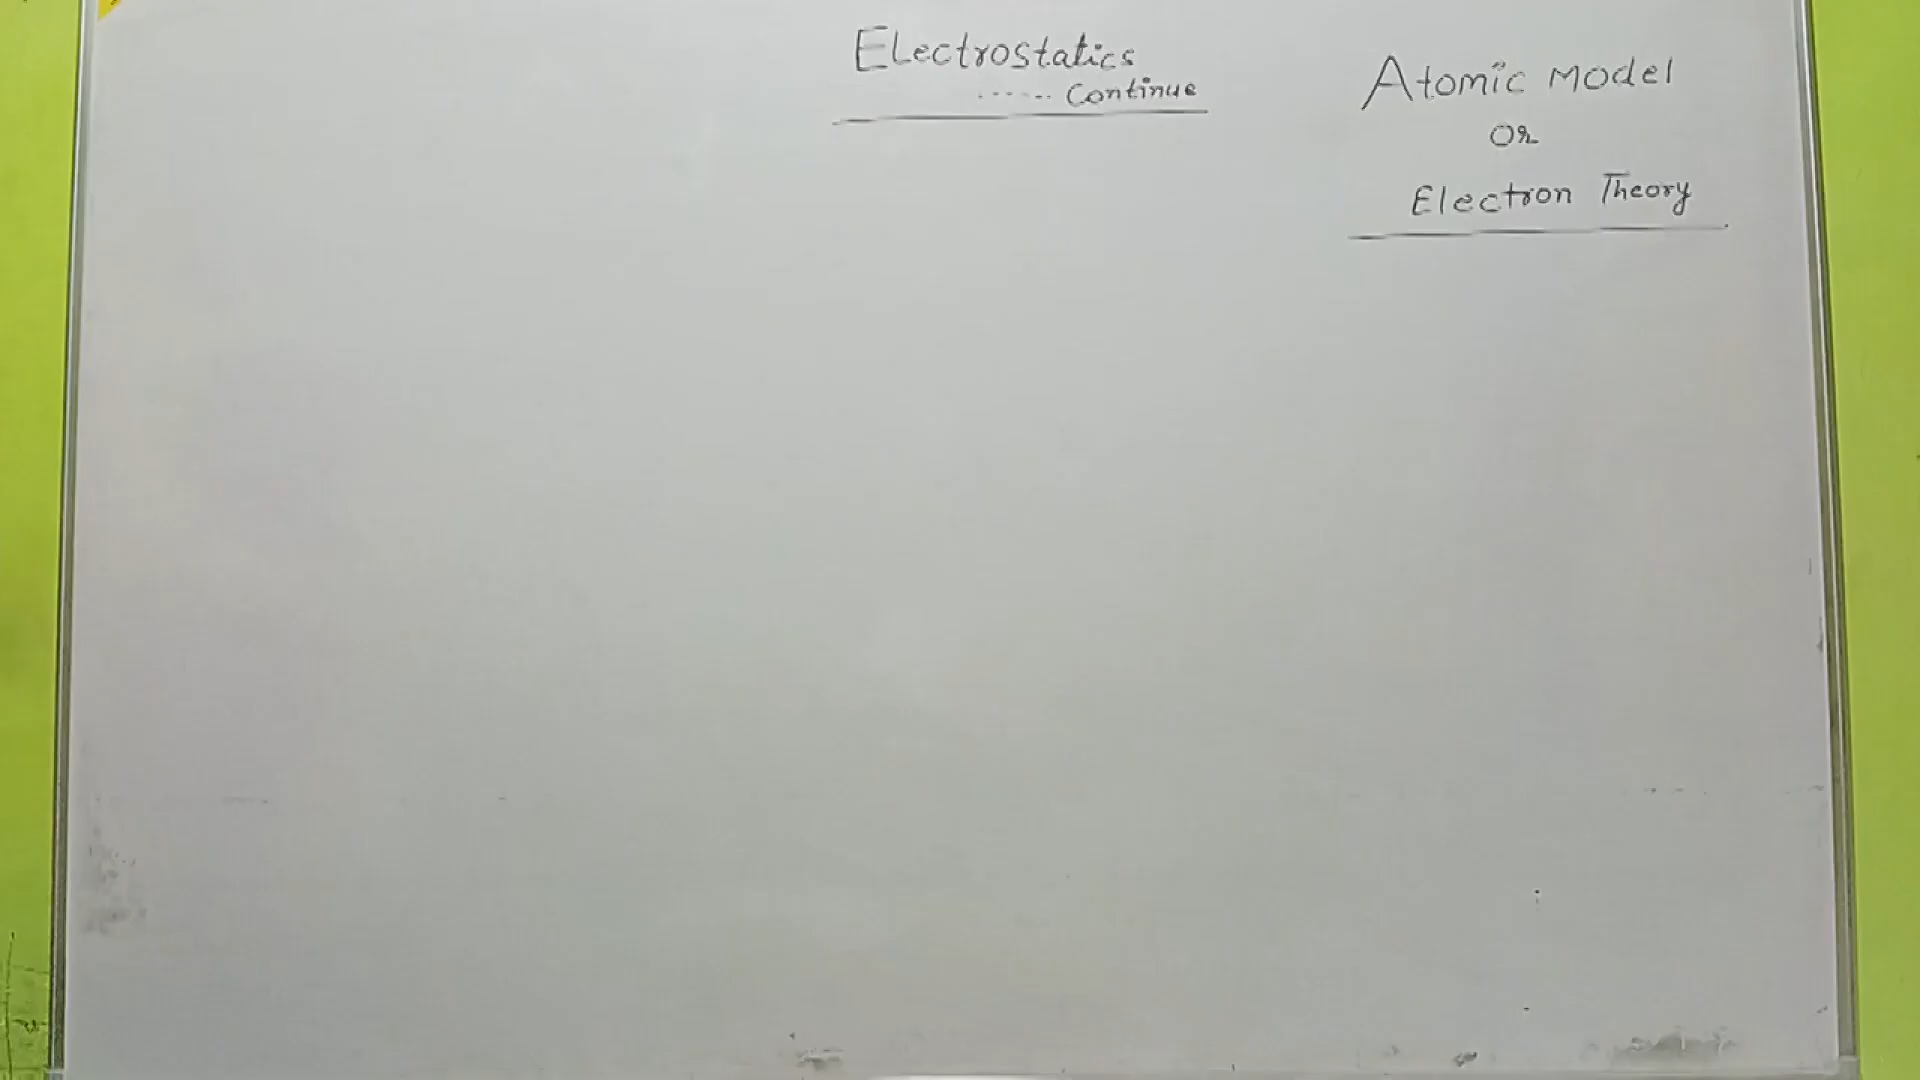 Electrostatics
...... Continue
Atomic Model
Or
Electron Theory